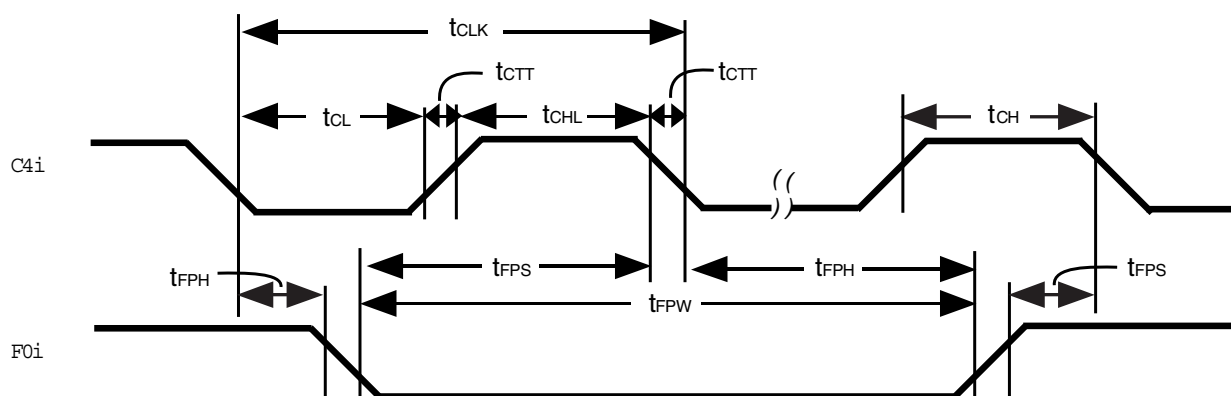 tCLK
tCTT tCTT
tCL tCHL tCH
C4i
tFPH tFPS tFPH tFPS
tFPW
F0i